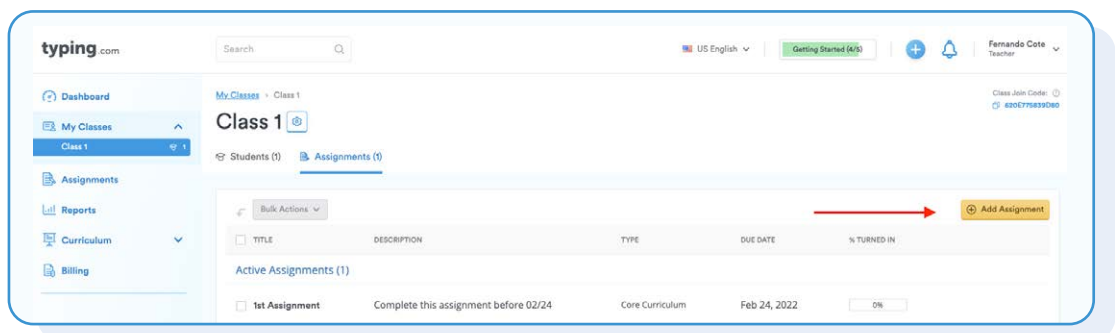 typing.com
Search
US English
Getting Started (4/5)
Fernando Cote
Teacher
Dashboard
My Classes
Class 1
1
Assignments
Reports
Curriculum
Billing
My Classes > Class 1
Class Join Code:
620E775839D80
Class 1
Students (1)
Assignments (1)
Bulk Actions
Add Assignment
TITLE DESCRIPTION TYPE DUE DATE % TURNED IN
Active Assignments (1)
1st Assignment Complete this assignment before 02/24 Core Curriculum Feb 24, 2022 0%